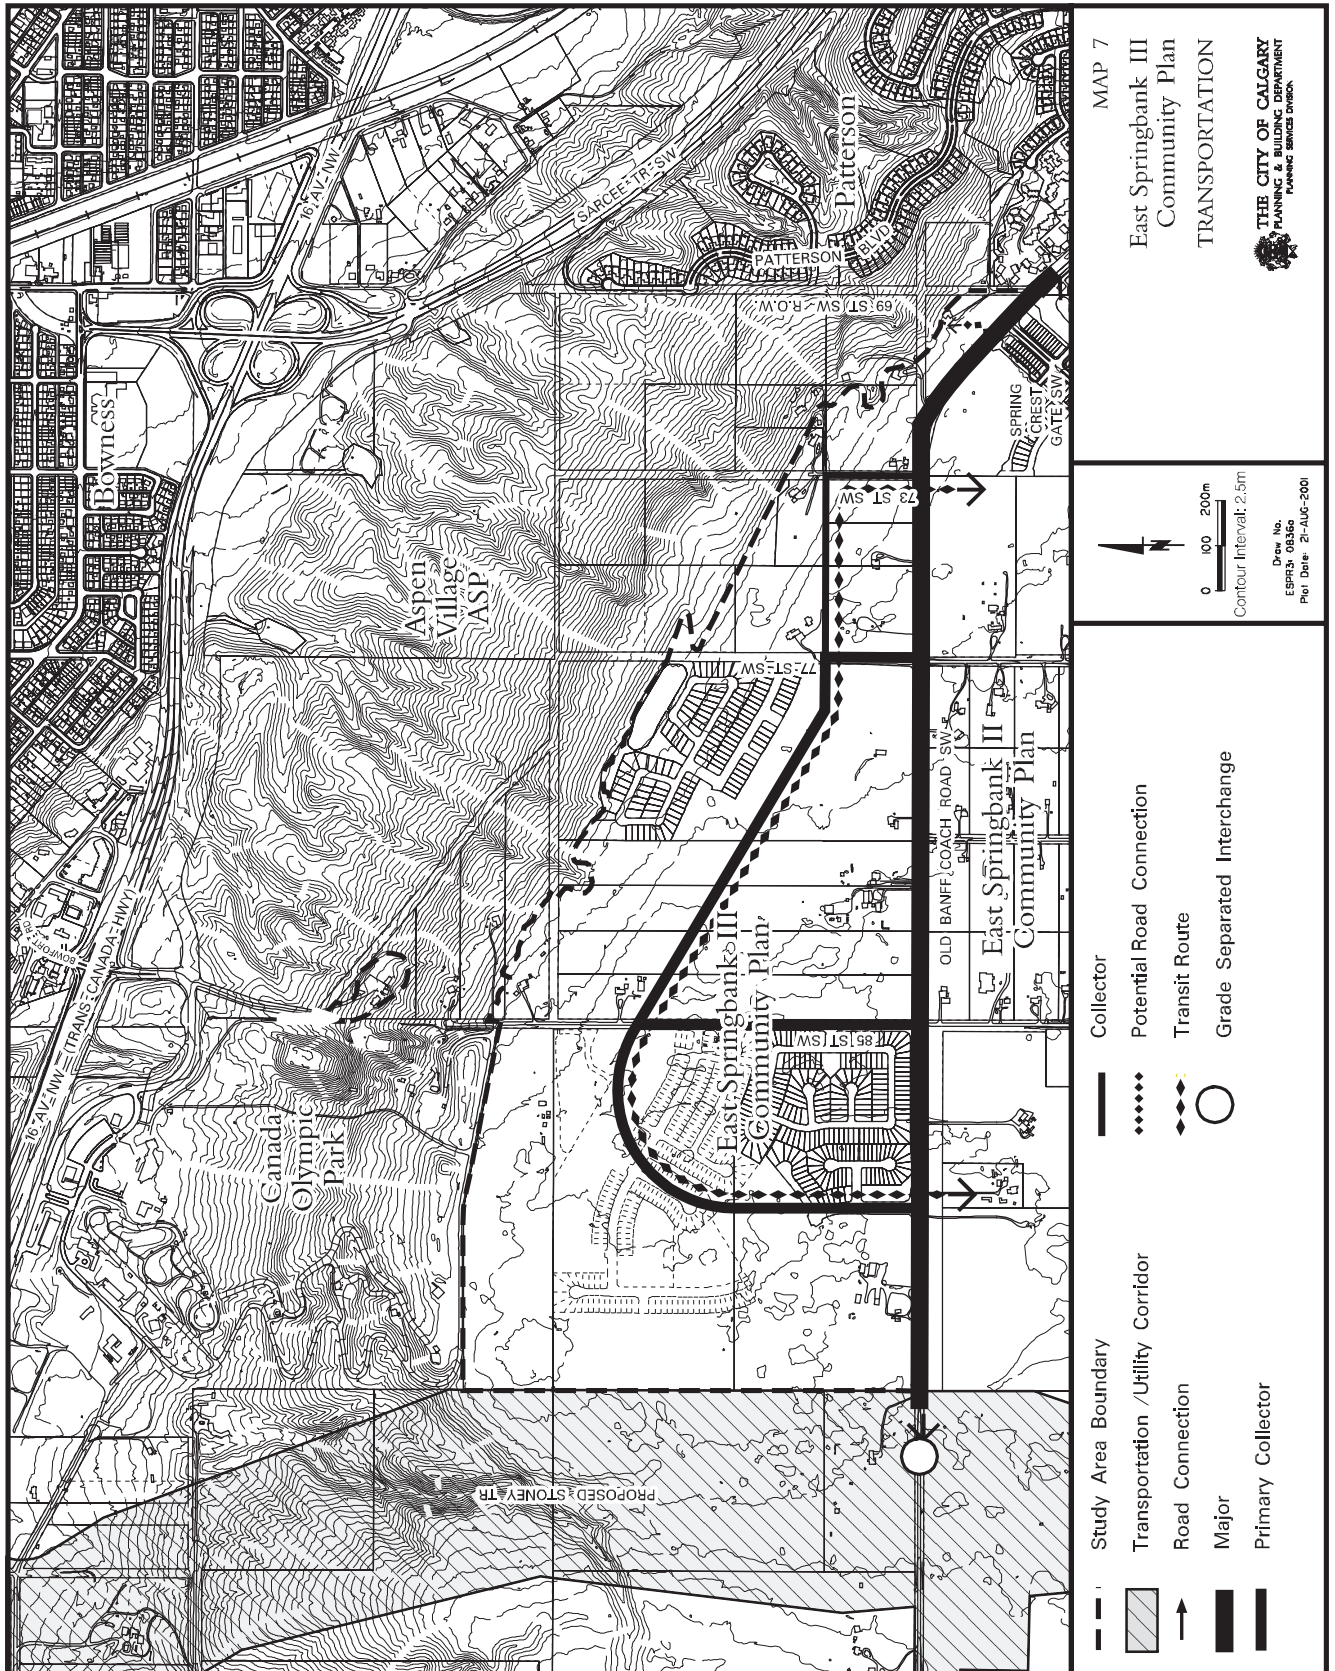 MAP 7
East Springbank III
Community Plan
TRANSPORTATION
THE CITY OF CALGARY
PLANNING & BUILDING DEPARTMENT
PLANNING SERVICES DIVISION
0 100 200m
Contour Interval: 2.5m
Draw No.
ESPR3t 0836a
Plot Date: 21-AUG-2001
N
Study Area Boundary
Transportation /Utility Corridor
Road Connection
Major
Primary Collector
Collector
Potential Road Connection
Transit Route
Grade Separated Interchange
Bowness
16 AV NW
16 AV NW (TRANS CANADA HWY)
BOWFORT RD
SARCEE TR SW
Patterson
PATTERSON BLVD
69 ST SW R.O.W.
Aspen
Village
ASP
Canada
Olympic
Park
PROPOSED STONEY TR
77 ST SW
73 ST SW
85 ST SW
SPRING
CREST
GATE SW
OLD BANFF COACH ROAD SW
East Springbank III
Community Plan
East Springbank II
Community Plan